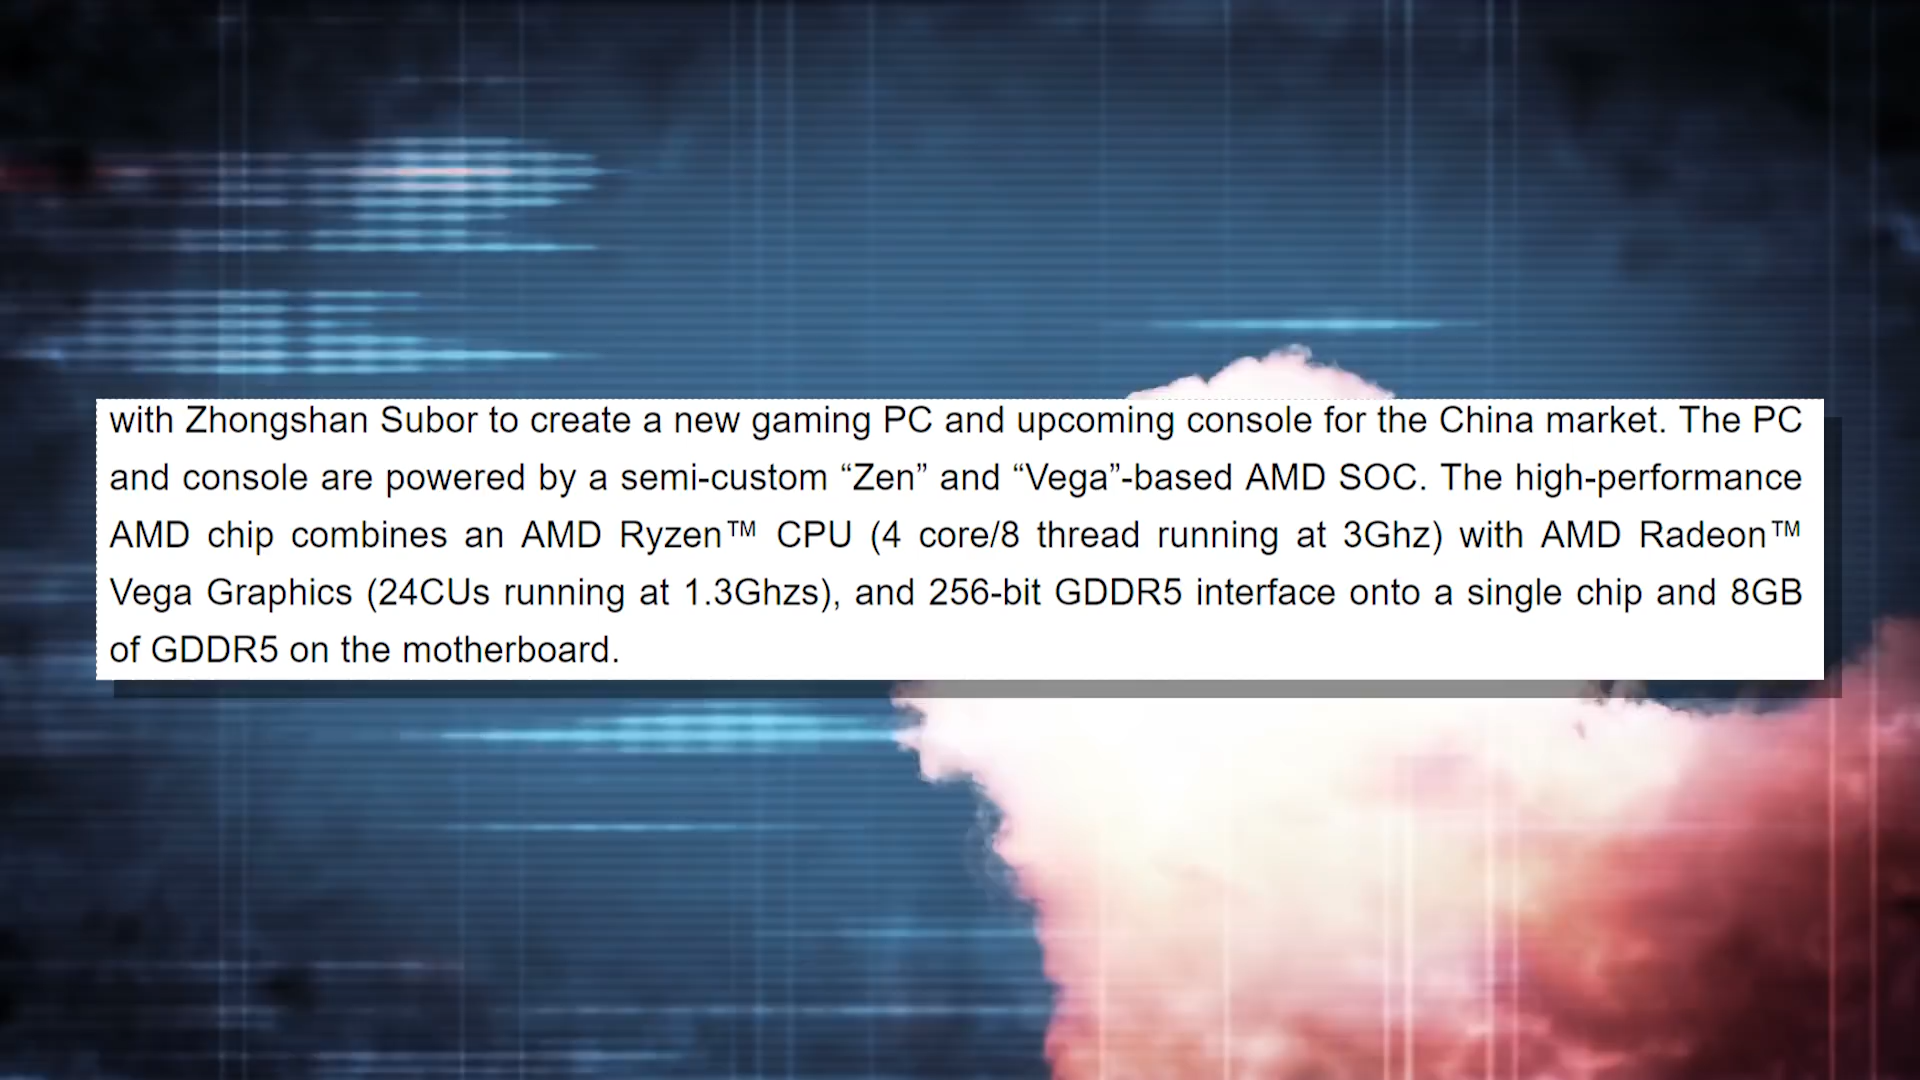 with Zhongshan Subor to create a new gaming PC and upcoming console for the China market. The PC
and console are powered by a semi-custom “Zen” and “Vega”-based AMD SOC. The high-performance
AMD chip combines an AMD Ryzen™ CPU (4 core/8 thread running at 3Ghz) with AMD Radeon™
Vega Graphics (24CUs running at 1.3Ghzs), and 256-bit GDDR5 interface onto a single chip and 8GB
of GDDR5 on the motherboard.